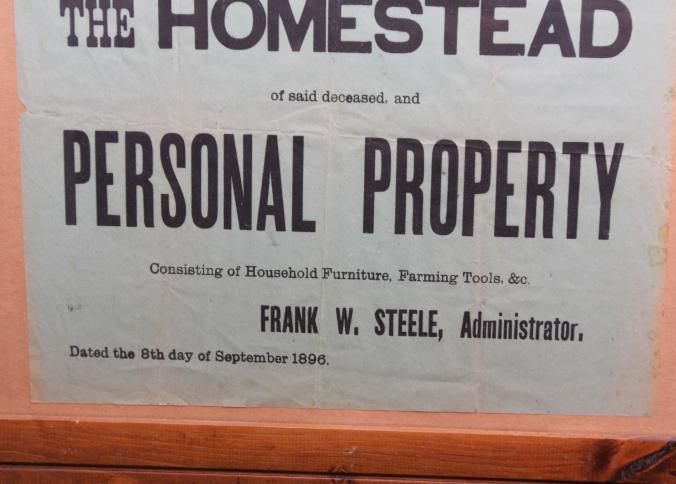 THE HOMESTEAD
of said deceased, and
PERSONAL PROPERTY
Consisting of Household Furniture, Farming Tools, &c.
FRANK W. STEELE, Administrator.
Dated the 8th day of September 1896.